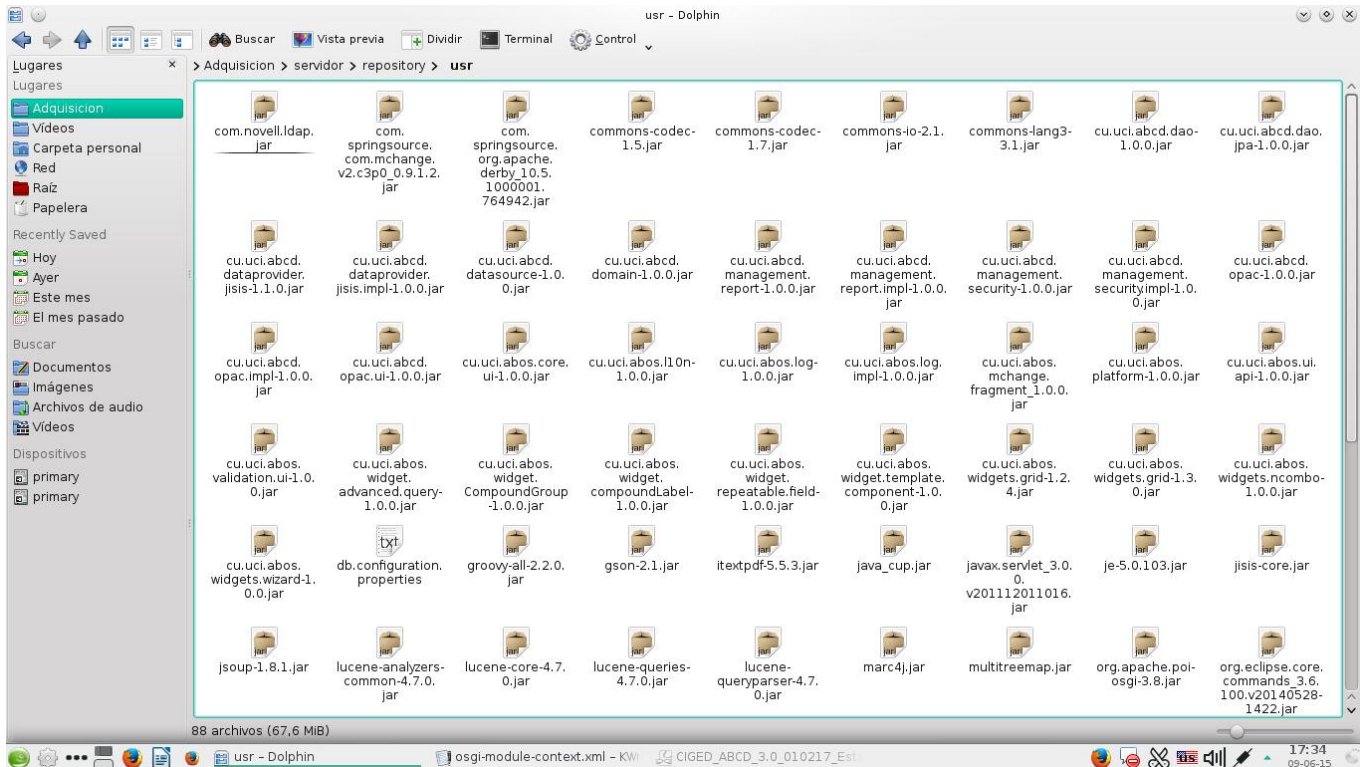 usr – Dolphin
Buscar Vista previa Dividir Terminal Control
Lugares
> Adquisicion > servidor > repository > usr
Lugares
Adquisicion
Vídeos
Carpeta personal
Red
Raíz
Papelera
Recently Saved
Hoy
Ayer
Este mes
El mes pasado
Buscar
Documentos
Imágenes
Archivos de audio
Vídeos
Dispositivos
primary
primary
com.novell.ldap.
jar
com.
springsource.
com.mchange.
v2.c3p0_0.9.1.2.
jar
com.
springsource.
org.apache.
derby_10.5.
1000001.
764942.jar
commons-codec-
1.5.jar
commons-codec-
1.7.jar
commons-io-2.1.
jar
commons-lang3-
3.1.jar
cu.uci.abcd.dao-
1.0.0.jar
cu.uci.abcd.dao.
jpa-1.0.0.jar
cu.uci.abcd.
dataprovider.
jisis-1.1.0.jar
cu.uci.abcd.
dataprovider.
jisis.impl-1.0.0.jar
cu.uci.abcd.
datasource-1.0.
0.jar
cu.uci.abcd.
domain-1.0.0.jar
cu.uci.abcd.
management.
report-1.0.0.jar
cu.uci.abcd.
management.
report.impl-1.0.0.
jar
cu.uci.abcd.
management.
security-1.0.0.jar
cu.uci.abcd.
management.
security.impl-1.0.
0.jar
cu.uci.abcd.
opac-1.0.0.jar
cu.uci.abcd.
opac.impl-1.0.0.
jar
cu.uci.abcd.
opac.ui-1.0.0.jar
cu.uci.abos.core.
ui-1.0.0.jar
cu.uci.abos.l10n-
1.0.0.jar
cu.uci.abos.log-
1.0.0.jar
cu.uci.abos.log.
impl-1.0.0.jar
cu.uci.abos.
mchange.
fragment_1.0.0.
jar
cu.uci.abos.
platform-1.0.0.jar
cu.uci.abos.ui.
api-1.0.0.jar
cu.uci.abos.
validation.ui-1.0.
0.jar
cu.uci.abos.
widget.
advanced.query-
1.0.0.jar
cu.uci.abos.
widget.
CompoundGroup
-1.0.0.jar
cu.uci.abos.
widget.
compoundLabel-
1.0.0.jar
cu.uci.abos.
widget.
repeatable.field-
1.0.0.jar
cu.uci.abos.
widget.template.
component-1.0.
0.jar
cu.uci.abos.
widgets.grid-1.2.
4.jar
cu.uci.abos.
widgets.grid-1.3.
0.jar
cu.uci.abos.
widgets.ncombo-
1.0.0.jar
cu.uci.abos.
widgets.wizard-1.
0.0.jar
txt
db.configuration.
properties
groovy-all-2.2.0.
jar
gson-2.1.jar
itextpdf-5.5.3.jar
java_cup.jar
javax.servlet_3.0.
0.
v201112011016.
jar
je-5.0.103.jar
jisis-core.jar
jsoup-1.8.1.jar
lucene-analyzers-
common-4.7.0.
jar
lucene-core-4.7.
0.jar
lucene-queries-
4.7.0.jar
lucene-
queryparser-4.7.
0.jar
marc4j.jar
multitreemap.jar
org.apache.poi-
osgi-3.8.jar
org.eclipse.core.
commands_3.6.
100.v20140528-
1422.jar
88 archivos (67,6 MiB)
usr – Dolphin
osgi-module-context.xml – KW
CIGED_ABCD_3.0_010217_Est
us
17:34
09-06-15